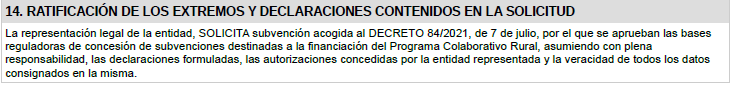 14. RATIFICACIÓN DE LOS EXTREMOS Y DECLARACIONES CONTENIDOS EN LA SOLICITUD
La representación legal de la entidad, SOLICITA subvención acogida al DECRETO 84/2021, de 7 de julio, por el que se aprueban las bases
reguladoras de concesión de subvenciones destinadas a la financiación del Programa Colaborativo Rural, asumiendo con plena
responsabilidad, las declaraciones formuladas, las autorizaciones concedidas por la entidad representada y la veracidad de todos los datos
consignados en la misma.